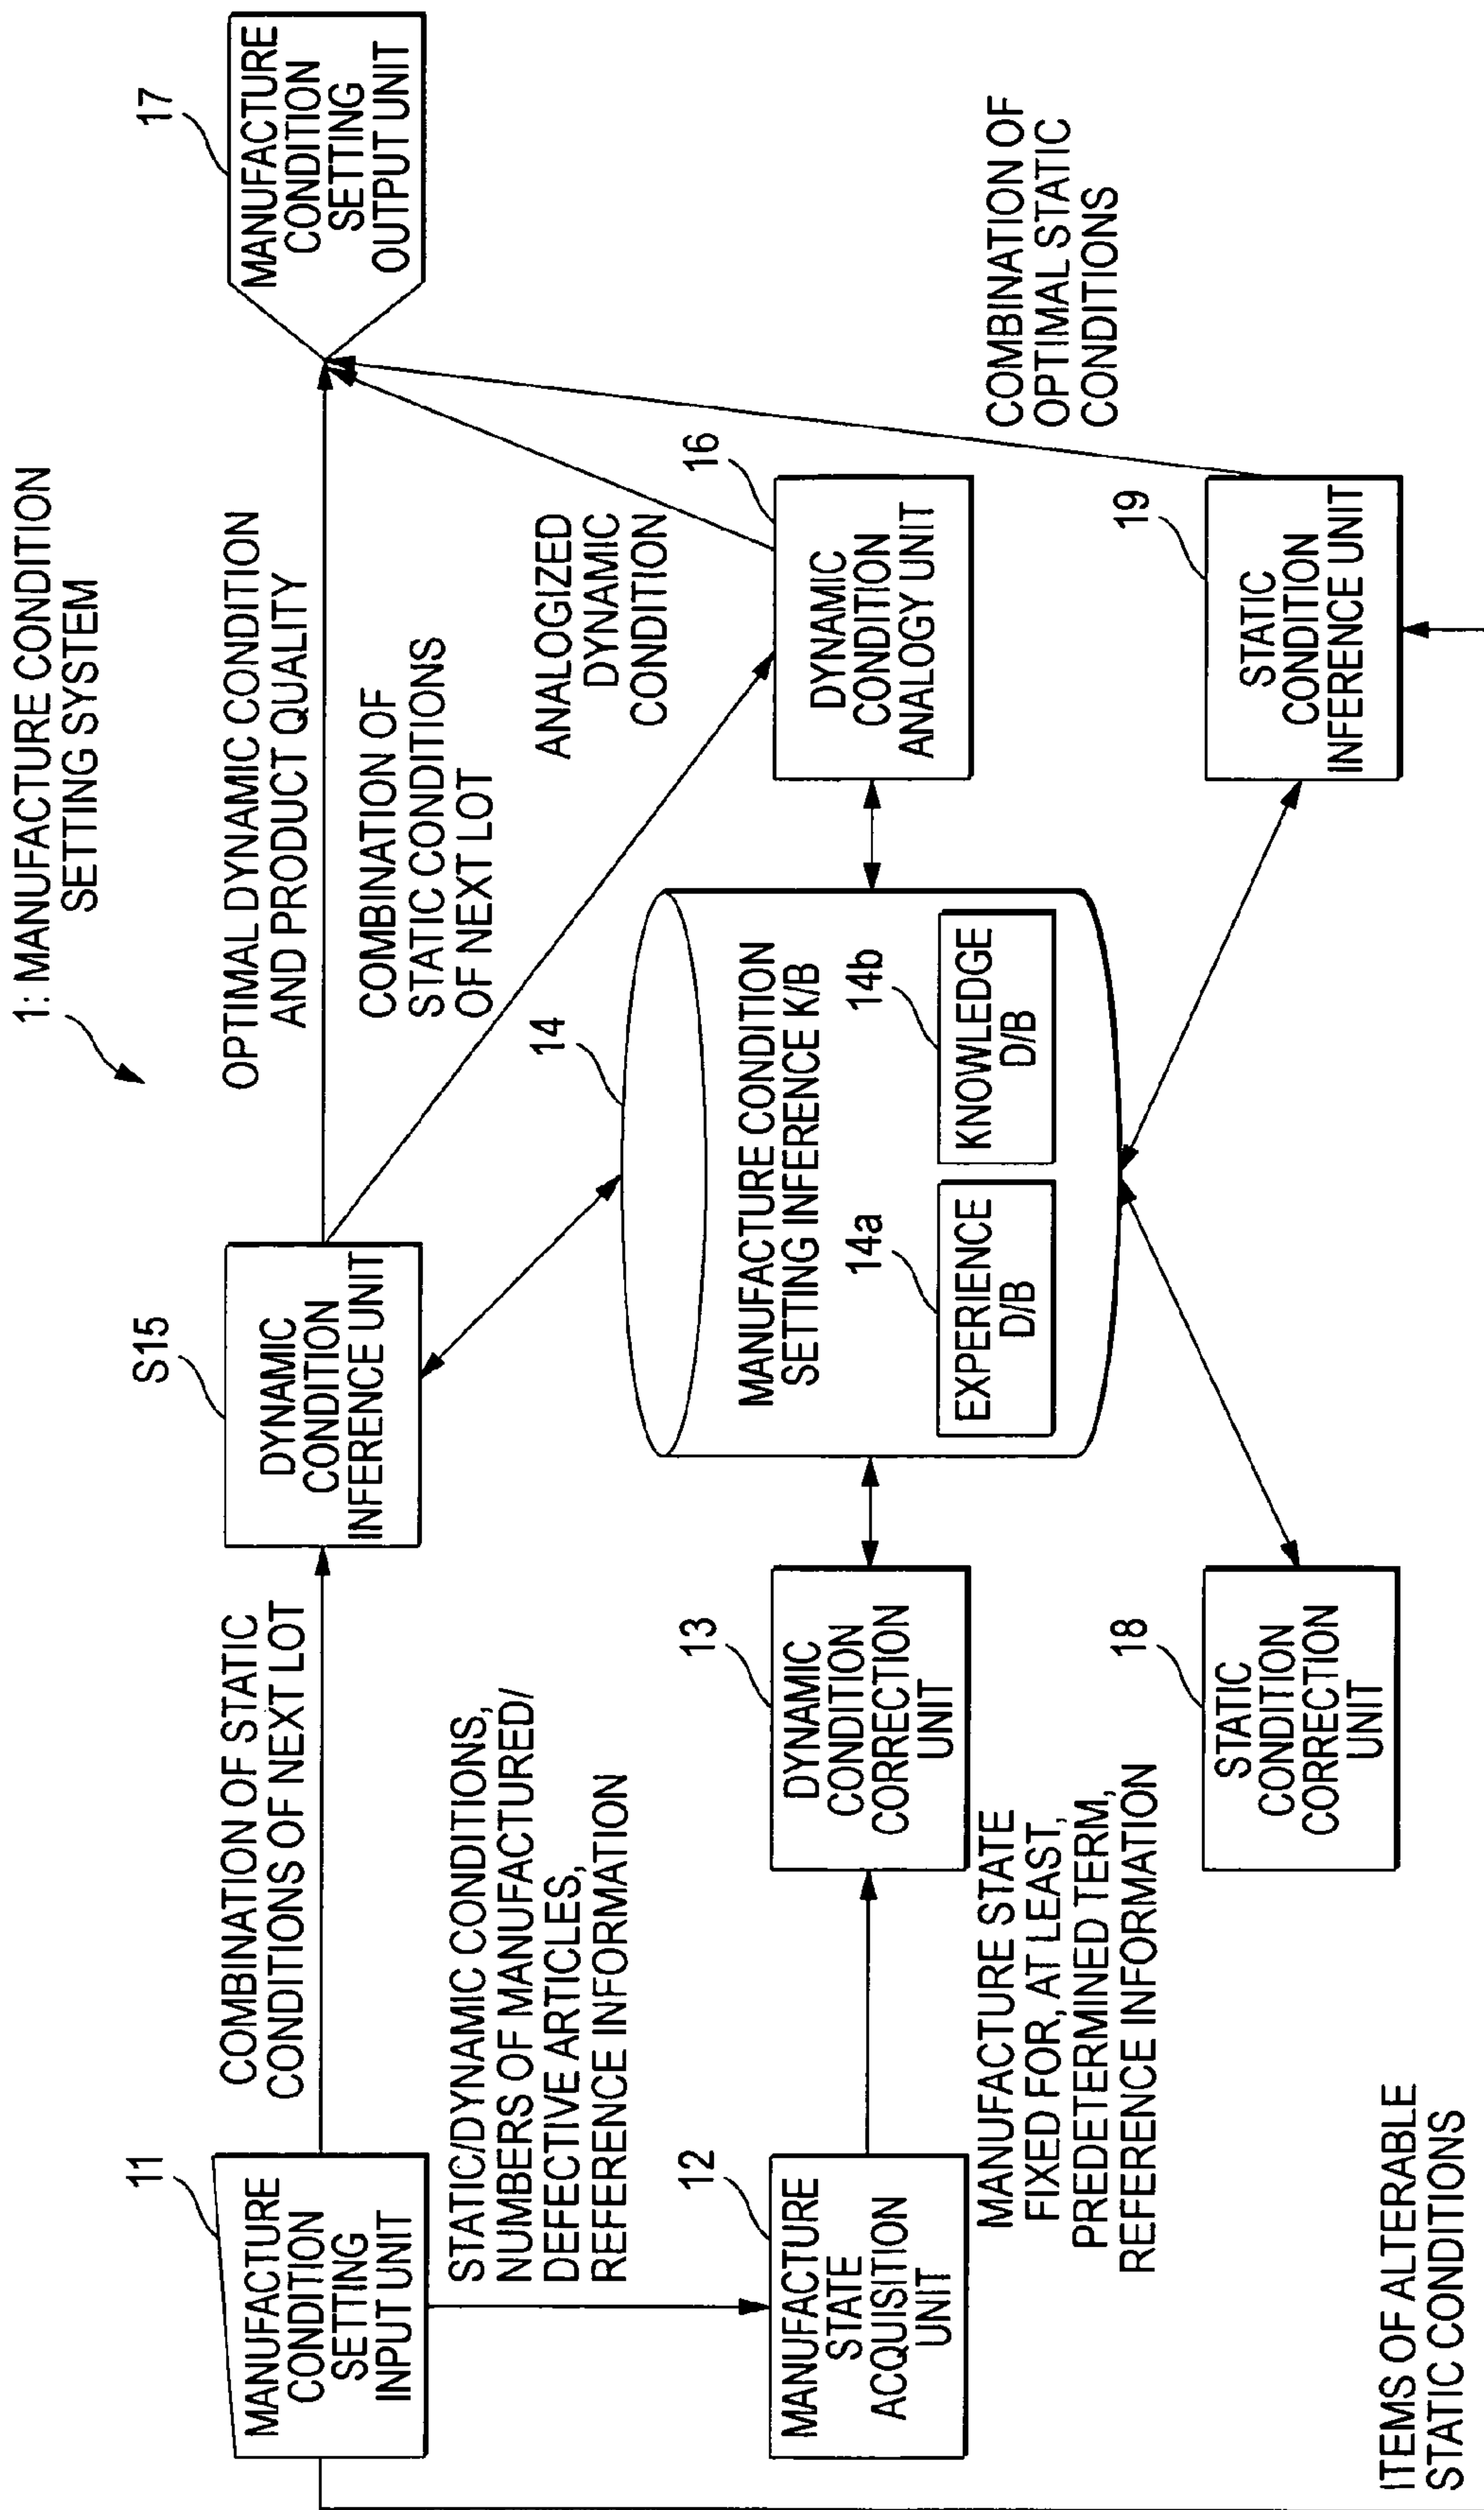 1: MANUFACTURE CONDITION
SETTING SYSTEM
11
MANUFACTURE
CONDITION
SETTING
INPUT UNIT
COMBINATION OF STATIC
CONDITIONS OF NEXT LOT
S15
DYNAMIC
CONDITION
INFERENCE UNIT
OPTIMAL DYNAMIC CONDITION
AND PRODUCT QUALITY
17
MANUFACTURE
CONDITION
SETTING
OUTPUT UNIT
COMBINATION OF
STATIC CONDITIONS
OF NEXT LOT
STATIC/DYNAMIC CONDITIONS,
NUMBERS OF MANUFACTURED/
DEFECTIVE ARTICLES,
REFERENCE INFORMATION
ANALOGIZED
DYNAMIC
CONDITION
12
MANUFACTURE
STATE
ACQUISITION
UNIT
13
DYNAMIC
CONDITION
CORRECTION
UNIT
14
MANUFACTURE CONDITION
SETTING INFERENCE K/B
14a
EXPERIENCE
D/B
14b
KNOWLEDGE
D/B
16
DYNAMIC
CONDITION
ANALOGY UNIT
MANUFACTURE STATE
FIXED FOR, AT LEAST,
PREDETERMINED TERM,
REFERENCE INFORMATION
COMBINATION OF
OPTIMAL STATIC
CONDITIONS
18
STATIC
CONDITION
CORRECTION
UNIT
19
STATIC
CONDITION
INFERENCE UNIT
ITEMS OF ALTERABLE
STATIC CONDITIONS